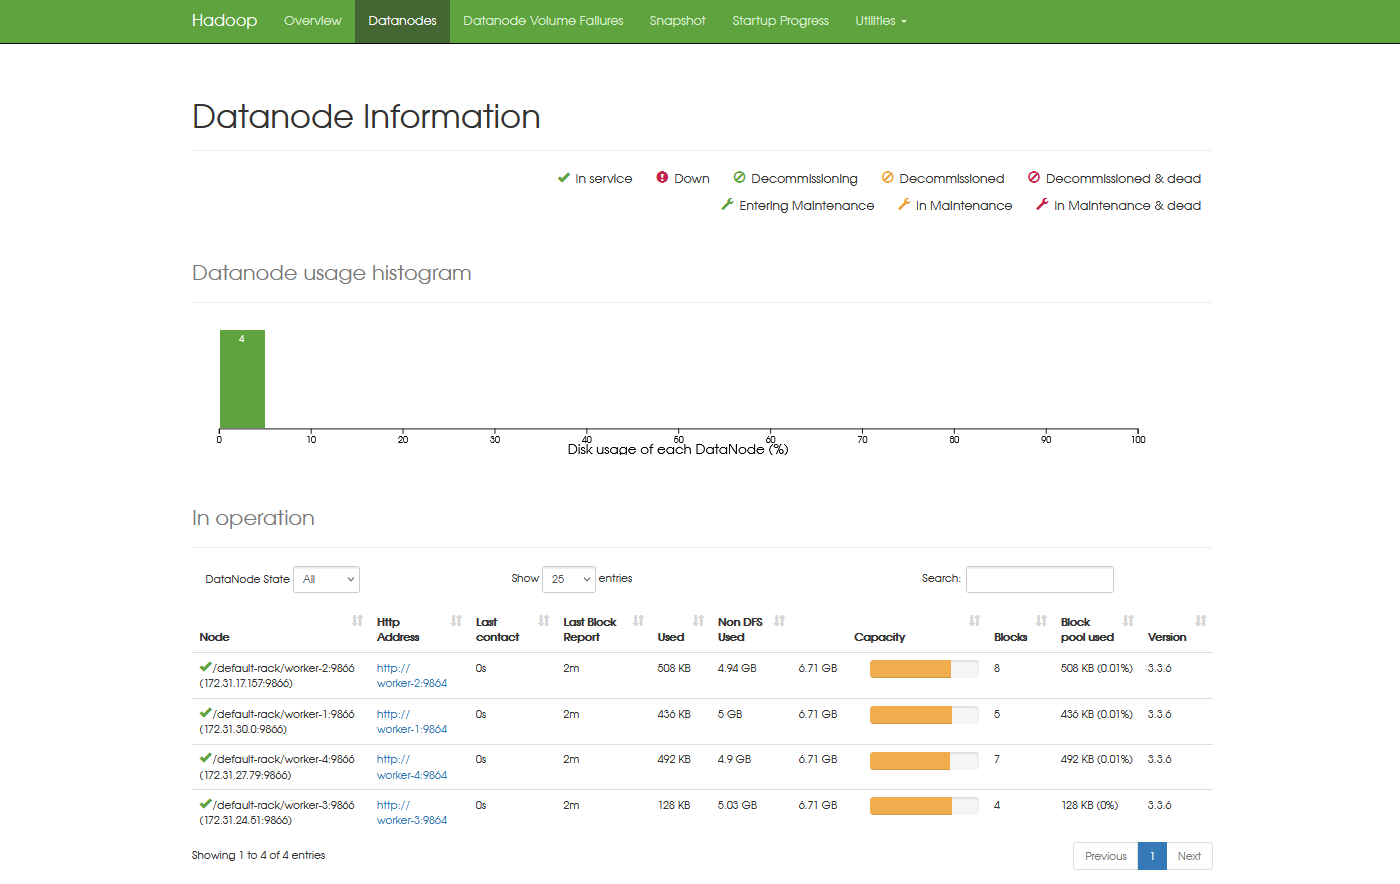 Hadoop Overview Datanodes Datanode Volume Failures Snapshot Startup Progress Utilities
Datanode Information
In service Down Decommissioning Decommissioned Decommissioned & dead
Entering Maintenance In Maintenance In Maintenance & dead
Datanode usage histogram
4
0 10 20 30 40 50 60 70 80 90 100
Disk usage of each DataNode (%)
In operation
DataNode State All Show 25 entries Search:
Http Last Last Block Non DFS Block
Node Address contact Report Used Used Capacity Blocks pool used Version
/default-rack/worker-2:9866 http:// 0s 2m 508 KB 4.94 GB 6.71 GB 8 508 KB (0.01%) 3.3.6
(172.31.17.157:9866) worker-2:9864
/default-rack/worker-1:9866 http:// 0s 2m 436 KB 5 GB 6.71 GB 5 436 KB (0.01%) 3.3.6
(172.31.30.0:9866) worker-1:9864
/default-rack/worker-4:9866 http:// 0s 2m 492 KB 4.9 GB 6.71 GB 7 492 KB (0.01%) 3.3.6
(172.31.27.79:9866) worker-4:9864
/default-rack/worker-3:9866 http:// 0s 2m 128 KB 5.03 GB 6.71 GB 4 128 KB (0%) 3.3.6
(172.31.24.51:9866) worker-3:9864
Showing 1 to 4 of 4 entries Previous 1 Next